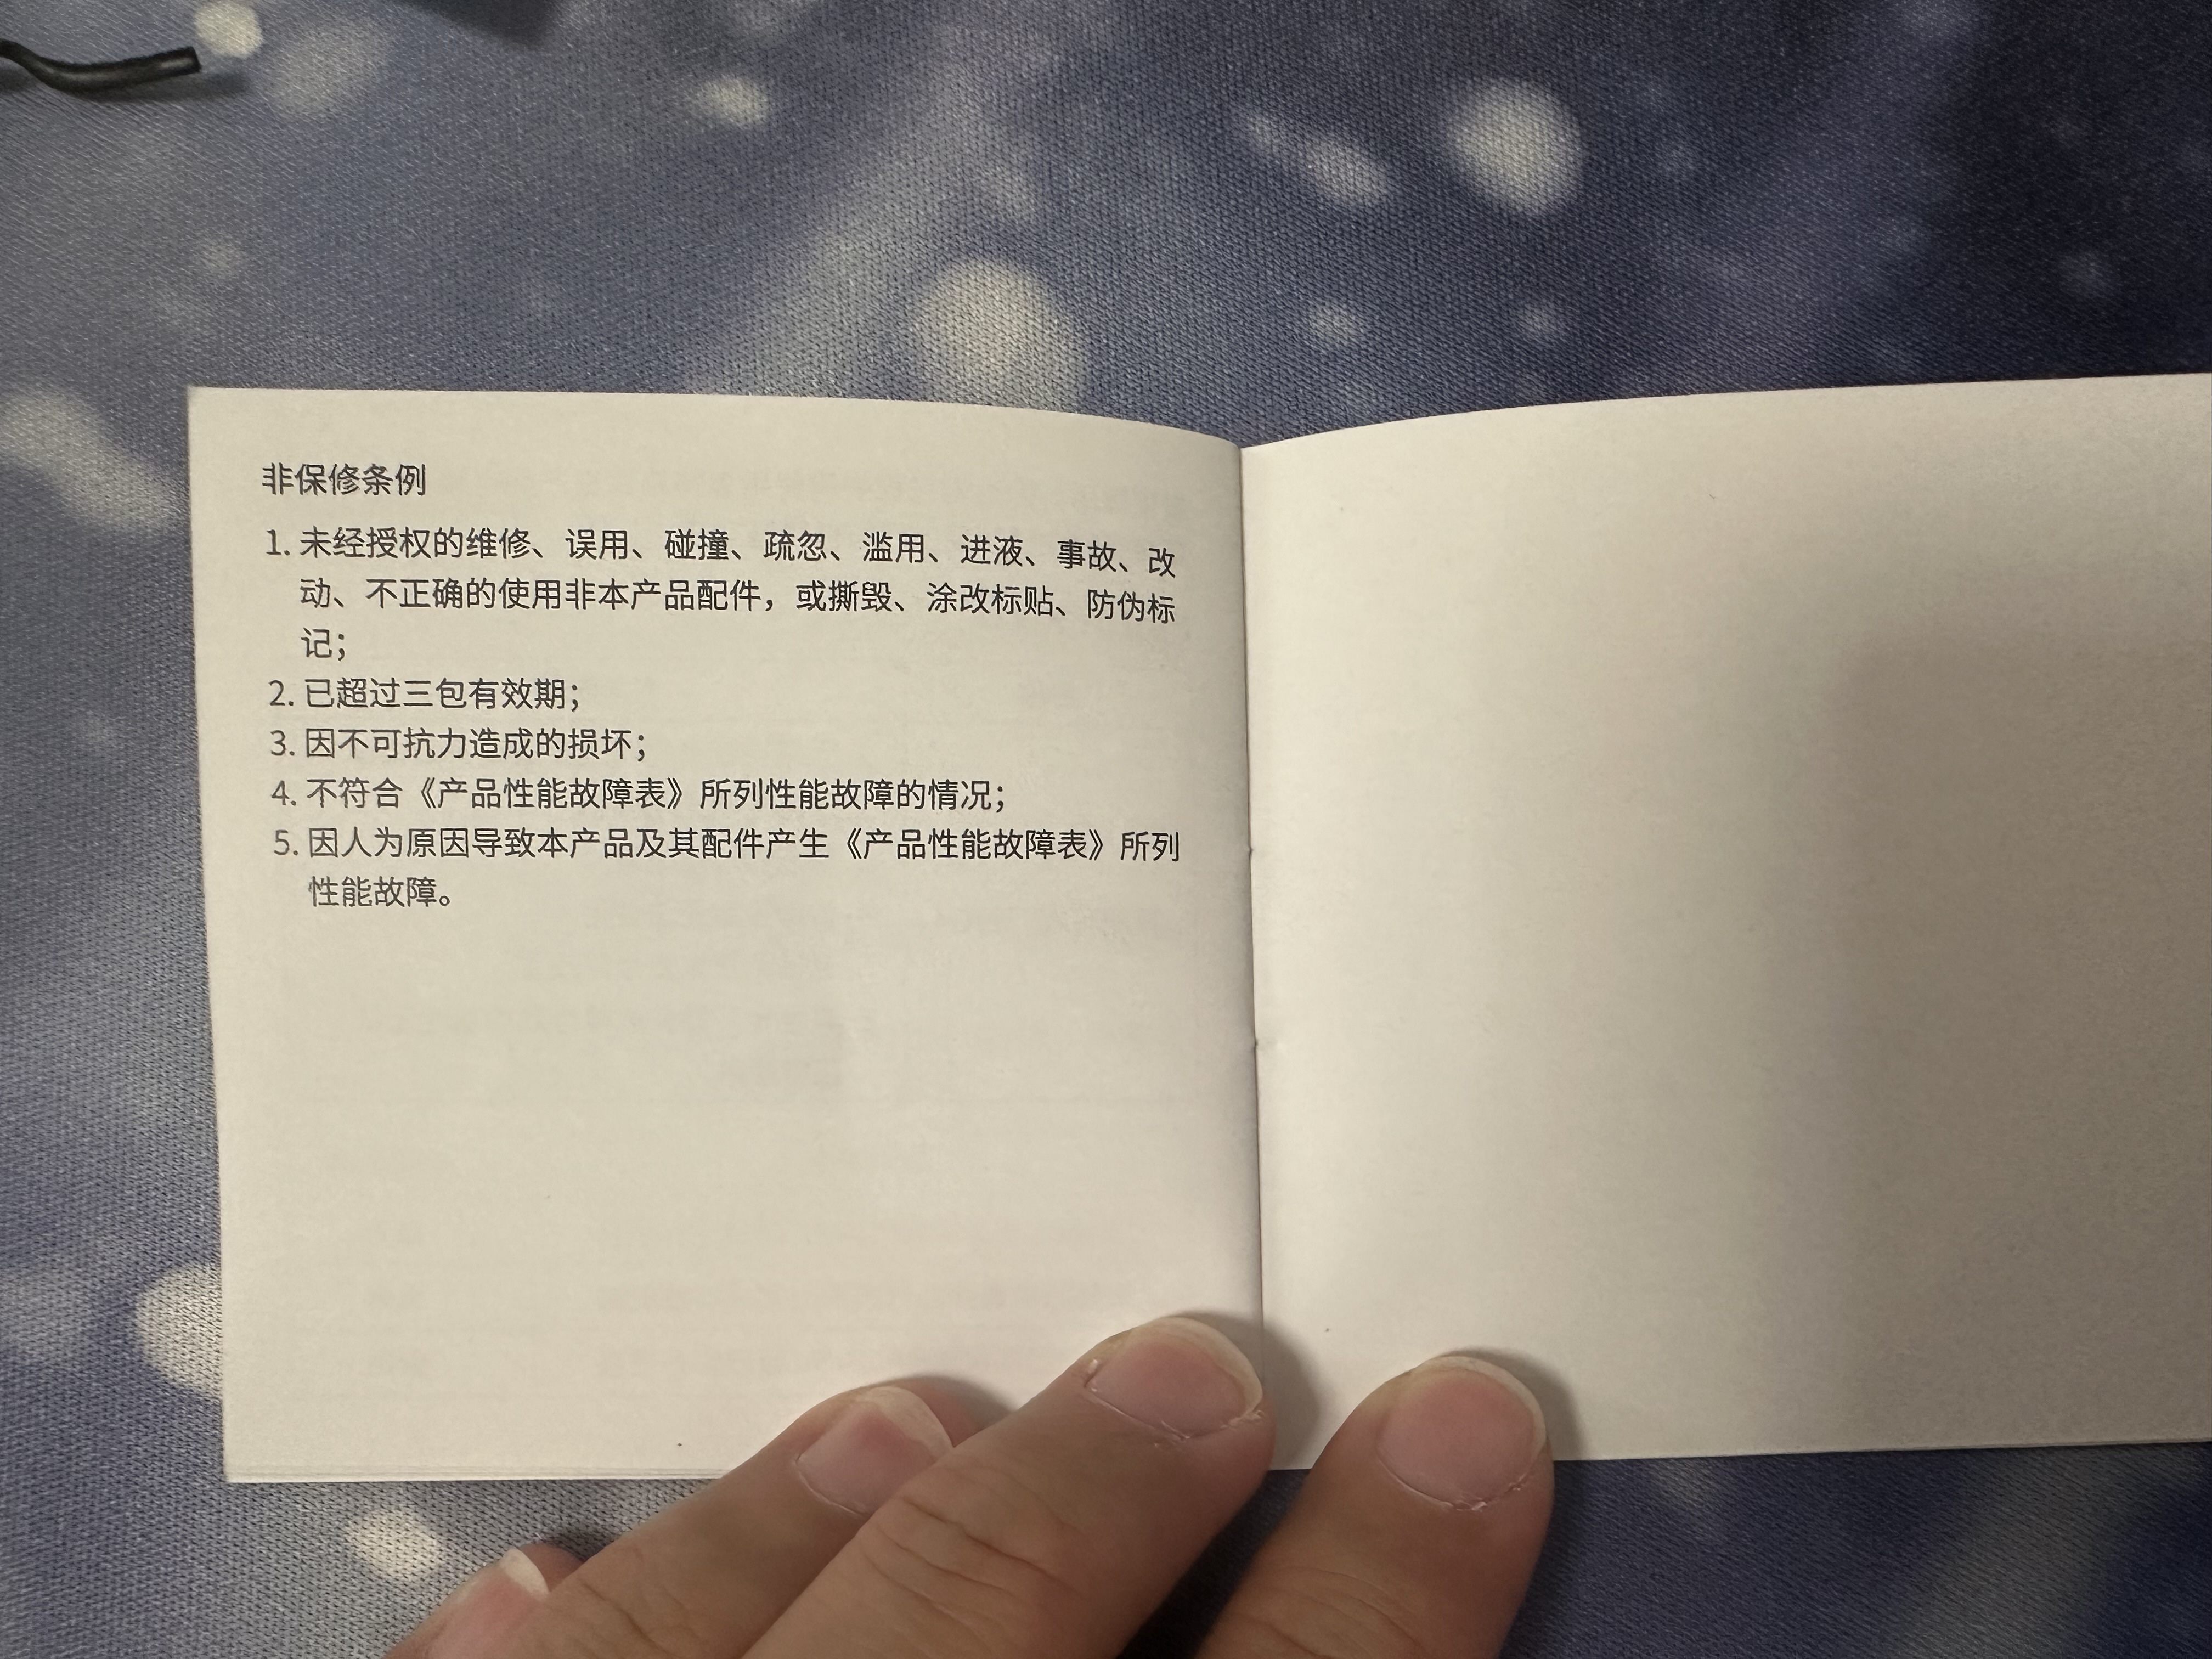 非保修条例
1. 未经授权的维修、误用、碰撞、疏忽、滥用、进液、事故、改
动、不正确的使用非本产品配件，或撕毁、涂改标贴、防伪标
记；
2. 已超过三包有效期；
3. 因不可抗力造成的损坏；
4. 不符合《产品性能故障表》所列性能故障的情况；
5. 因人为原因导致本产品及其配件产生《产品性能故障表》所列
性能故障。